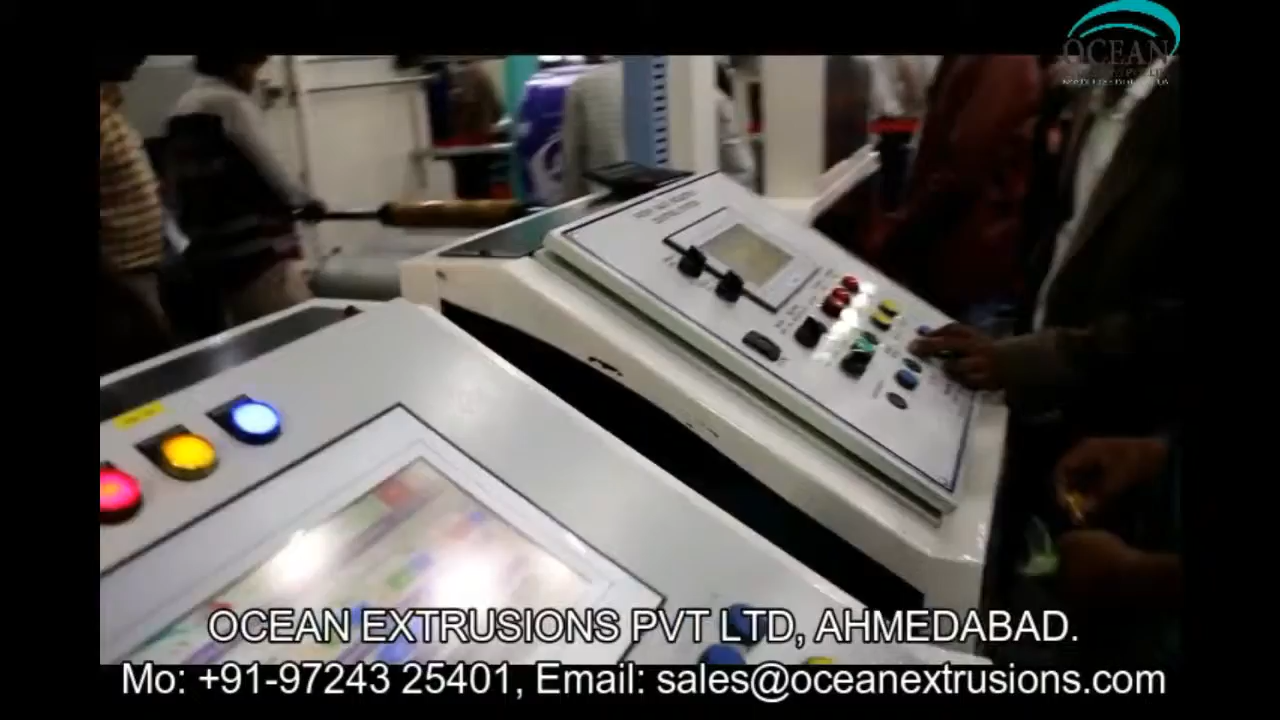 OCEAN
OCEAN EXTRUSIONS PVT LTD, AHMEDABAD.
Mo: +91-97243 25401, Email: sales@oceanextrusions.com